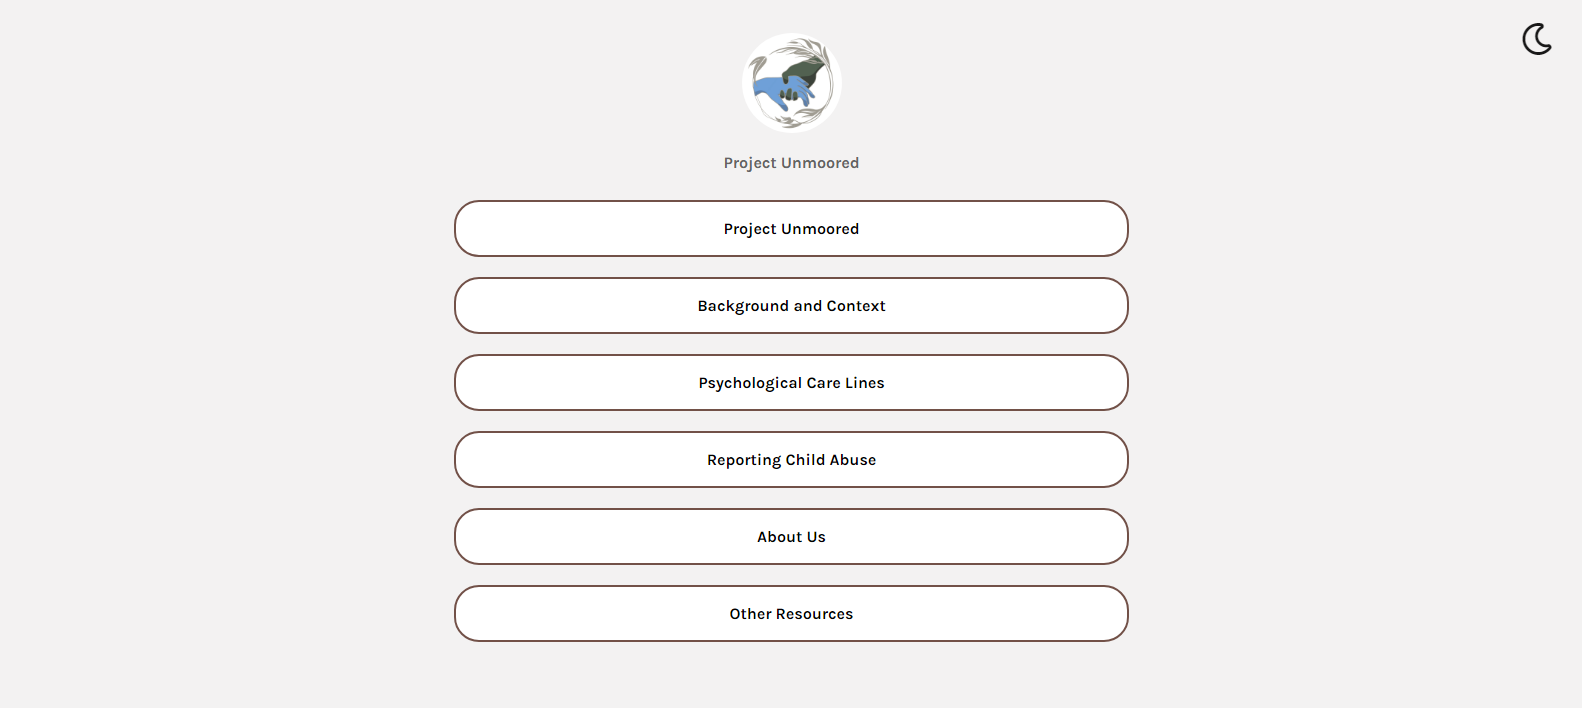 Project Unmoored
Project Unmoored
Background and Context
Psychological Care Lines
Reporting Child Abuse
About Us
Other Resources